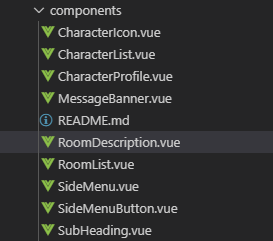 components
CharacterIcon.vue
CharacterList.vue
CharacterProfile.vue
MessageBanner.vue
README.md
RoomDescription.vue
RoomList.vue
SideMenu.vue
SideMenuButton.vue
SubHeading.vue